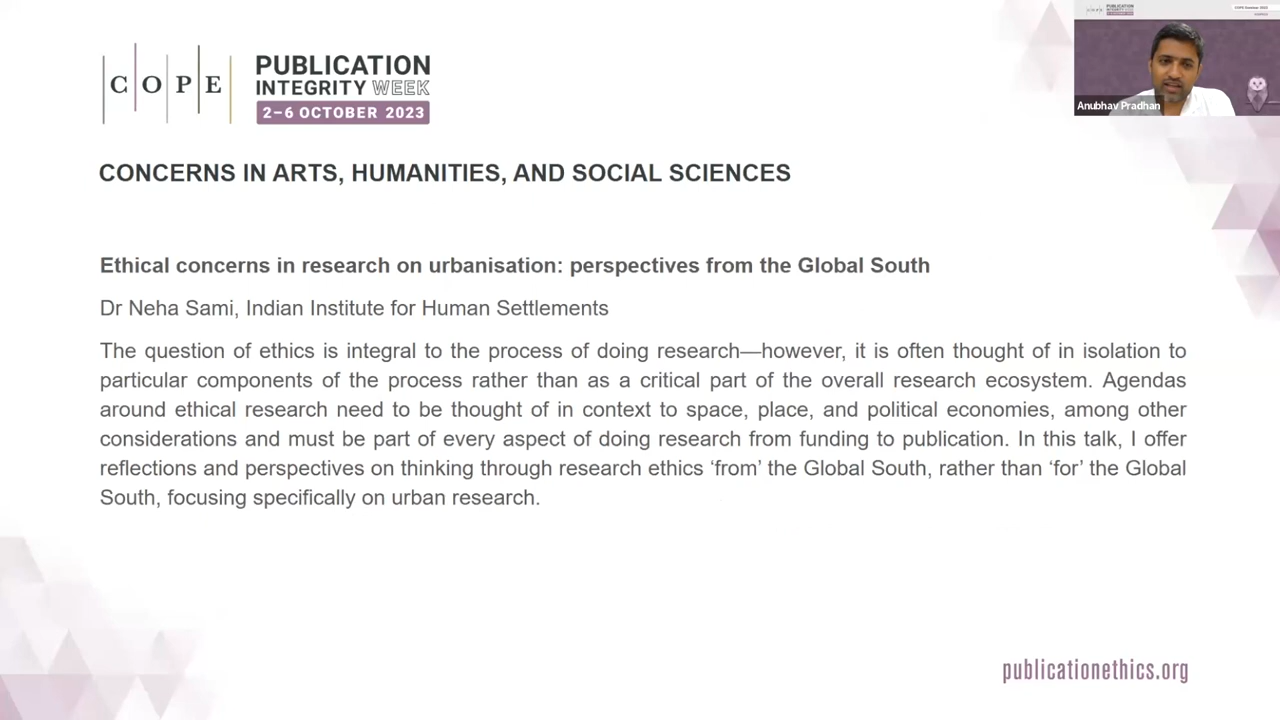 C O P E
PUBLICATION
INTEGRITY WEEK
2–6 OCTOBER 2023
Anubhav Pradhan
CONCERNS IN ARTS, HUMANITIES, AND SOCIAL SCIENCES
Ethical concerns in research on urbanisation: perspectives from the Global South
Dr Neha Sami, Indian Institute for Human Settlements
The question of ethics is integral to the process of doing research—however, it is often thought of in isolation to
particular components of the process rather than as a critical part of the overall research ecosystem. Agendas
around ethical research need to be thought of in context to space, place, and political economies, among other
considerations and must be part of every aspect of doing research from funding to publication. In this talk, I offer
reflections and perspectives on thinking through research ethics ‘from’ the Global South, rather than ‘for’ the Global
South, focusing specifically on urban research.
publicationethics.org